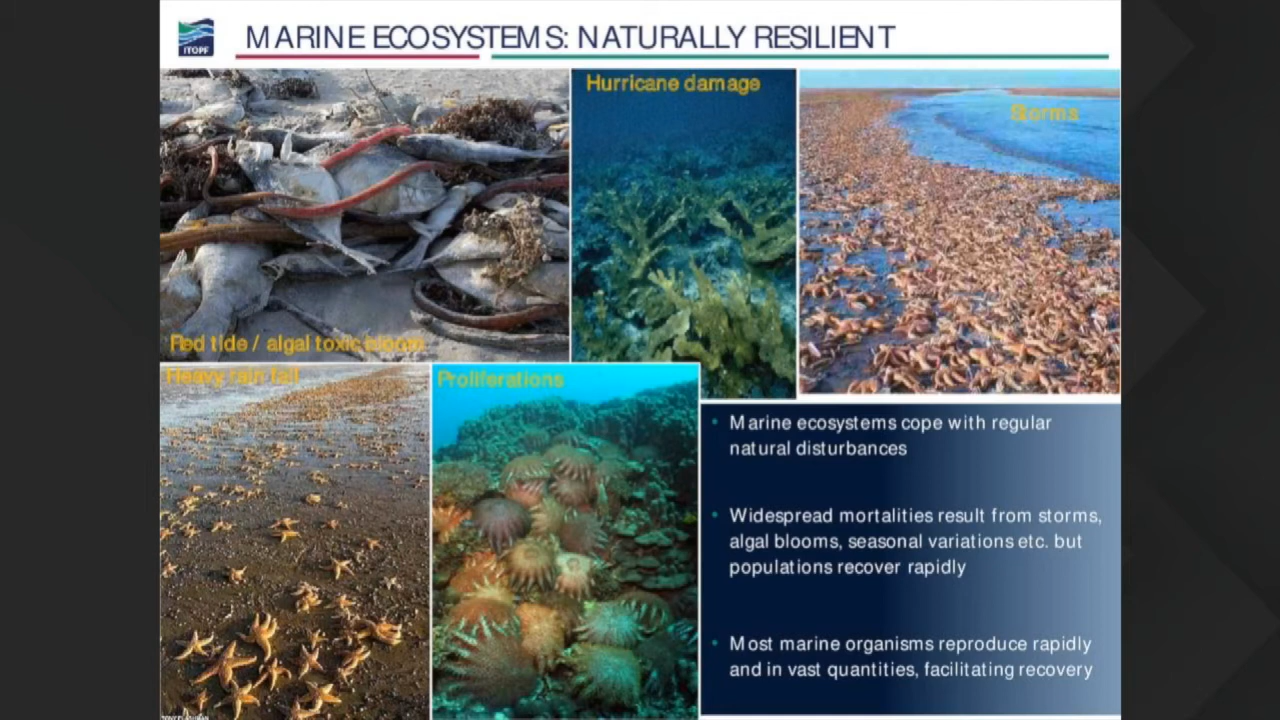 ITOPF
MARINE ECOSYSTEMS: NATURALLY RESILIENT
Hurricane damage
Storms
Red tide / algal toxic bloom
Heavy rain fall
Proliferations
• Marine ecosystems cope with regular
natural disturbances
• Widespread mortalities result from storms,
algal blooms, seasonal variations etc. but
populations recover rapidly
• Most marine organisms reproduce rapidly
and in vast quantities, facilitating recovery